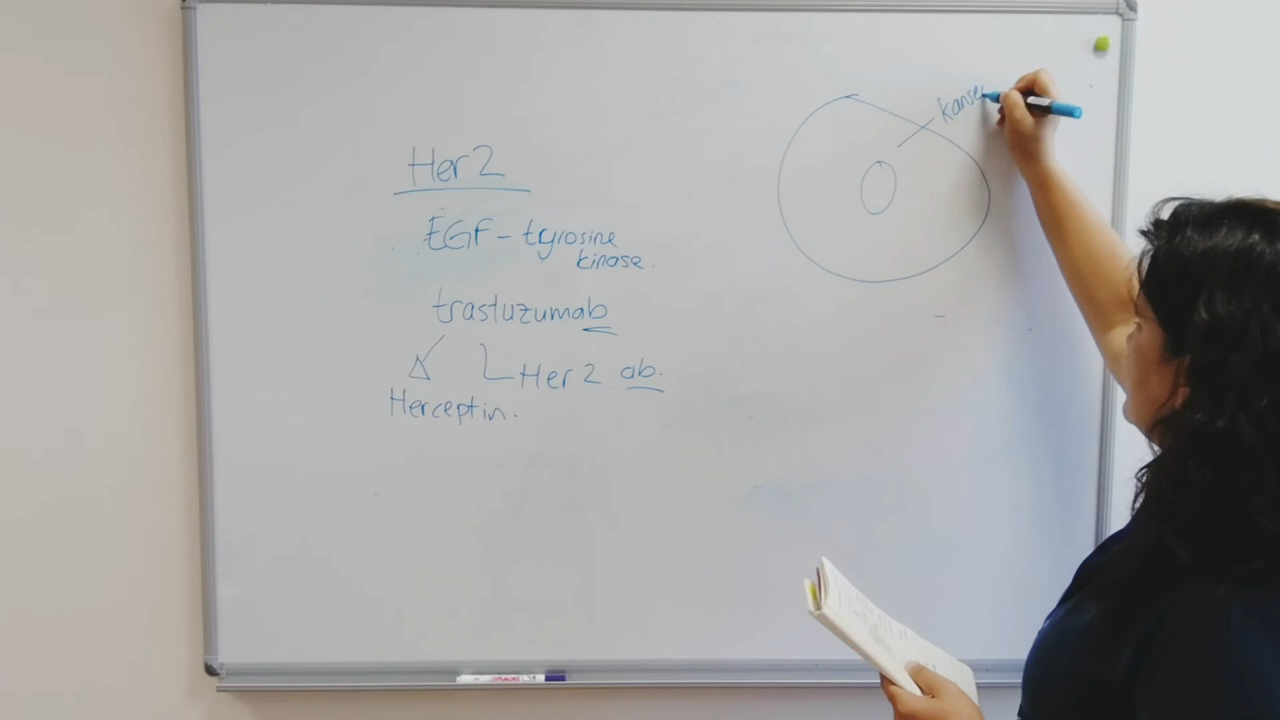 Her2
EGF - tyrosine
kinase.
trastuzumab
Her2 ab.
Herceptin.
kanse